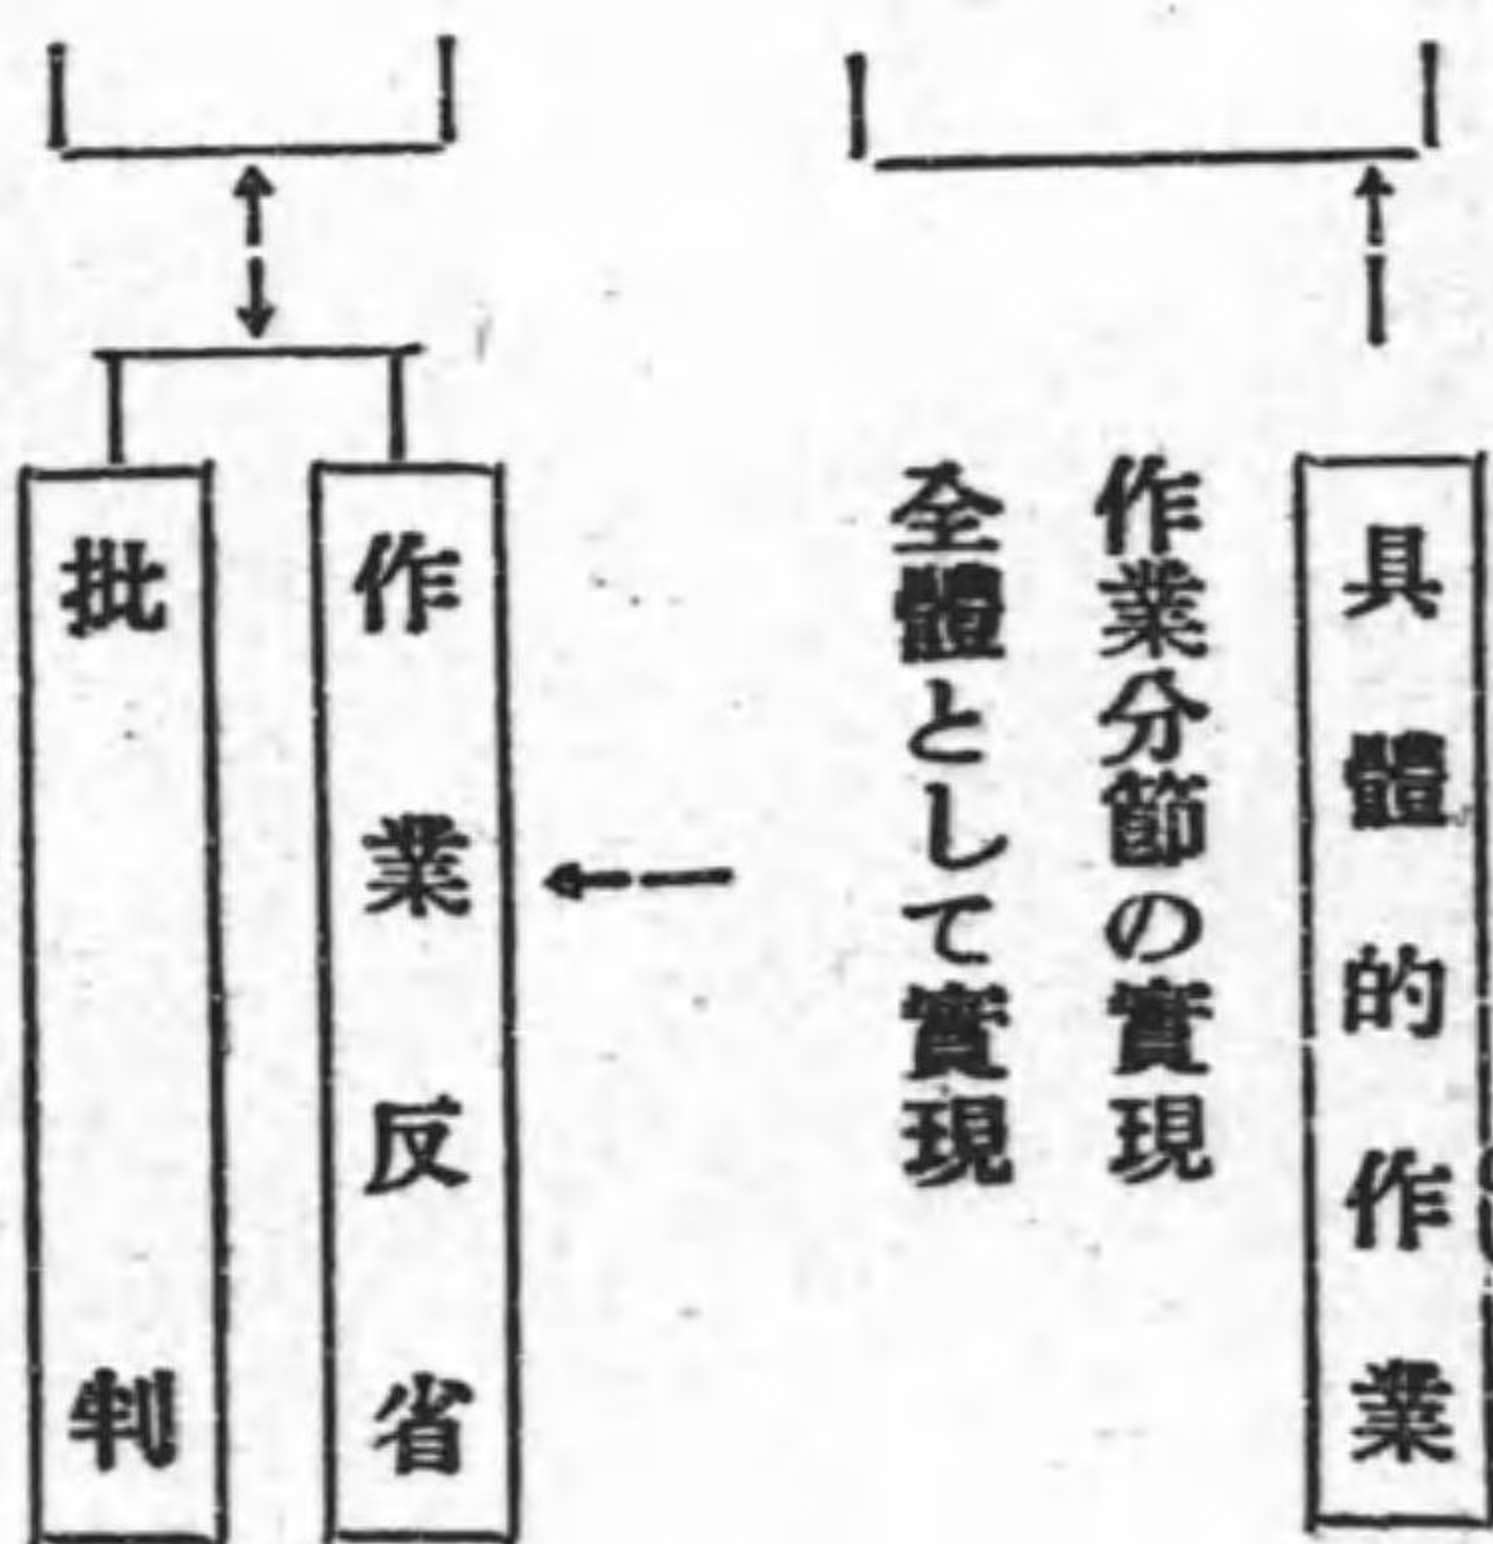 具體的作業
作業分節の實現
全體として實現
作業反省
批判